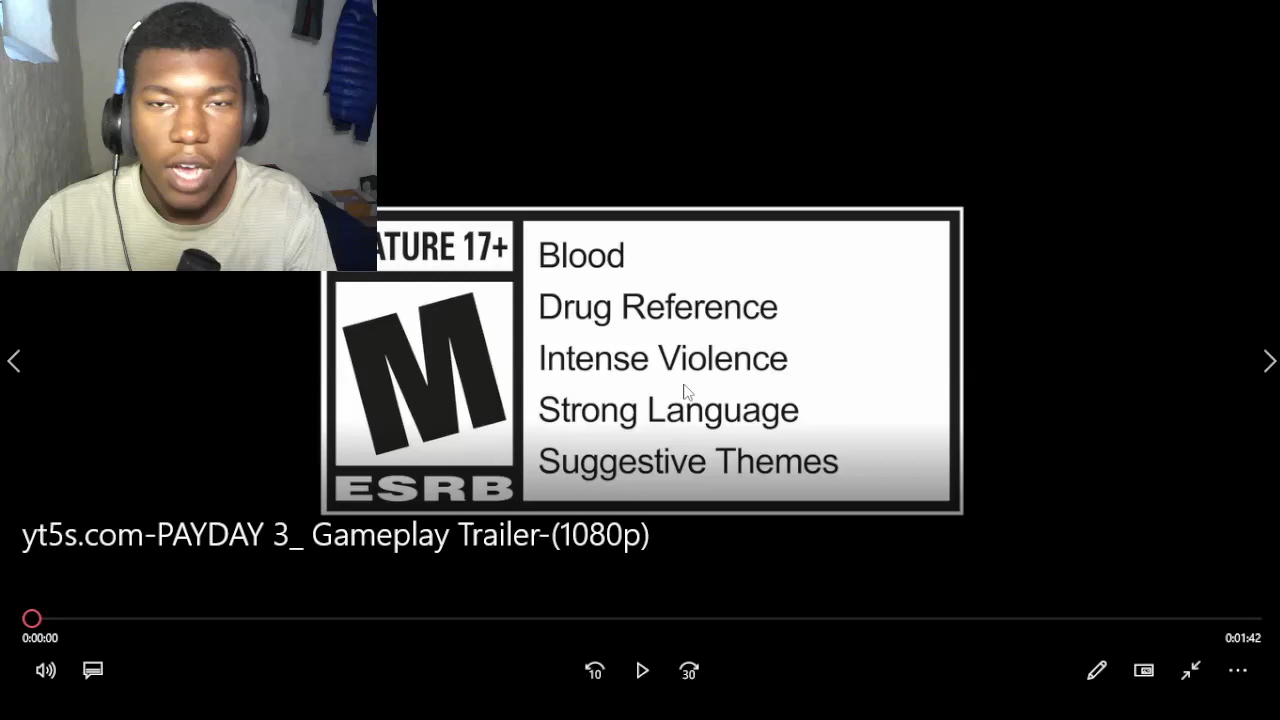 ATURE 17+
Blood
Drug Reference
Intense Violence
Strong Language
Suggestive Themes
M
ESRB
yt5s.com-PAYDAY 3_ Gameplay Trailer-(1080p)
0:00:00
0:01:42
10
30